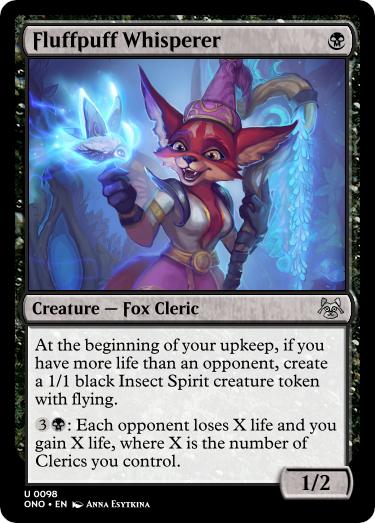 Fluffpuff Whisperer
Creature — Fox Cleric
At the beginning of your upkeep, if you
have more life than an opponent, create
a 1/1 black Insect Spirit creature token
with flying.
3: Each opponent loses X life and you
gain X life, where X is the number of
Clerics you control.
1/2
U 0098
ONO • EN Anna Esytkina